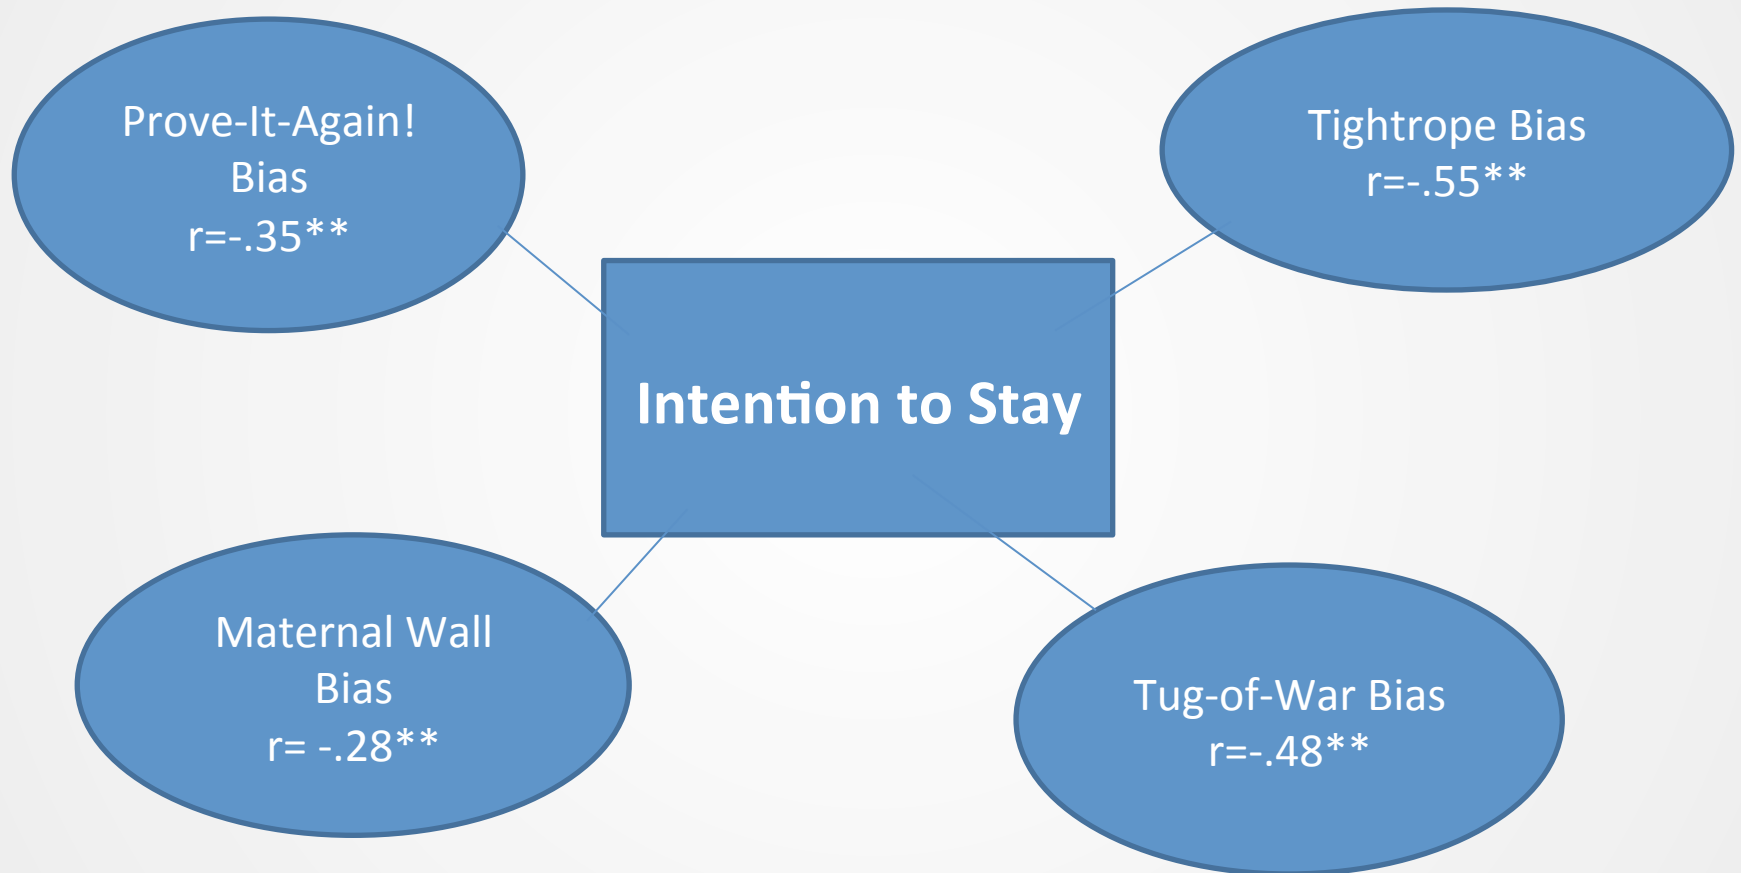 Prove-It-Again!
Bias
r=-.35**
Tightrope Bias
r=-.55**
Intention to Stay
Maternal Wall
Bias
r= -.28**
Tug-of-War Bias
r=-.48**